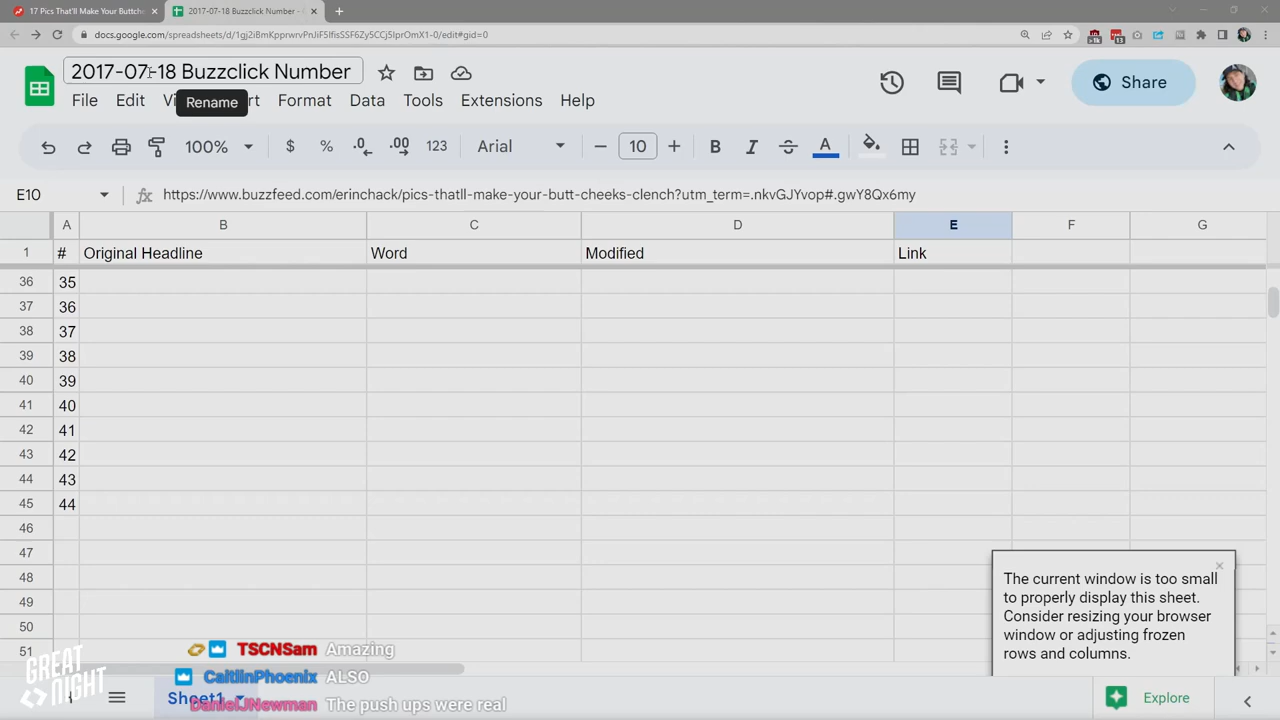 17 Pics That'll Make Your Buttche
2017-07-18 Buzzclick Number -
docs.google.com/spreadsheets/d/
/edit#gid=0
2017-07-18 Buzzclick Number
File Edit Format Data Tools Extensions Help
Rename
Share
100% $ % .0 .00 123 Arial 10 B I A
E10 fx https://www.buzzfeed.com/erinchack/pics-thatll-make-your-butt-cheeks-clench?utm_term=.nkvGJYvop#.gwY8Qx6my
A B C D E F G
1 # Original Headline Word Modified Link
36 35
37 36
38 37
39 38
40 39
41 40
42 41
43 42
44 43
45 44
46
47
48
49
50
51
The current window is too small
to properly display this sheet.
Consider resizing your browser
window or adjusting frozen
rows and columns.
TSCNSam Amazing
CaitlinPhoenix ALSO
DanielJNewman The push ups were real
GREAT
NIGHT
Sheet1
Explore